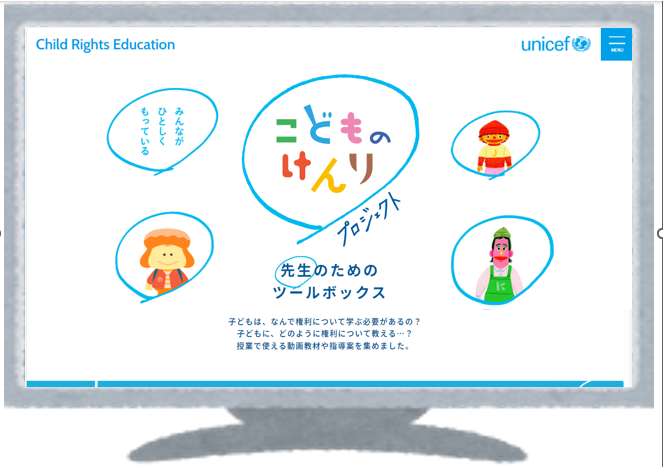 Child Rights Education
unicef
MENU
みんなが
ひとしく
もっている
こどもの
けんり
プロジェクト
先生のための
ツールボックス
子どもは、なんで権利について学ぶ必要があるの？
子どもに、どのように権利について教える…？
授業で使える動画教材や指導案を集めました。
K